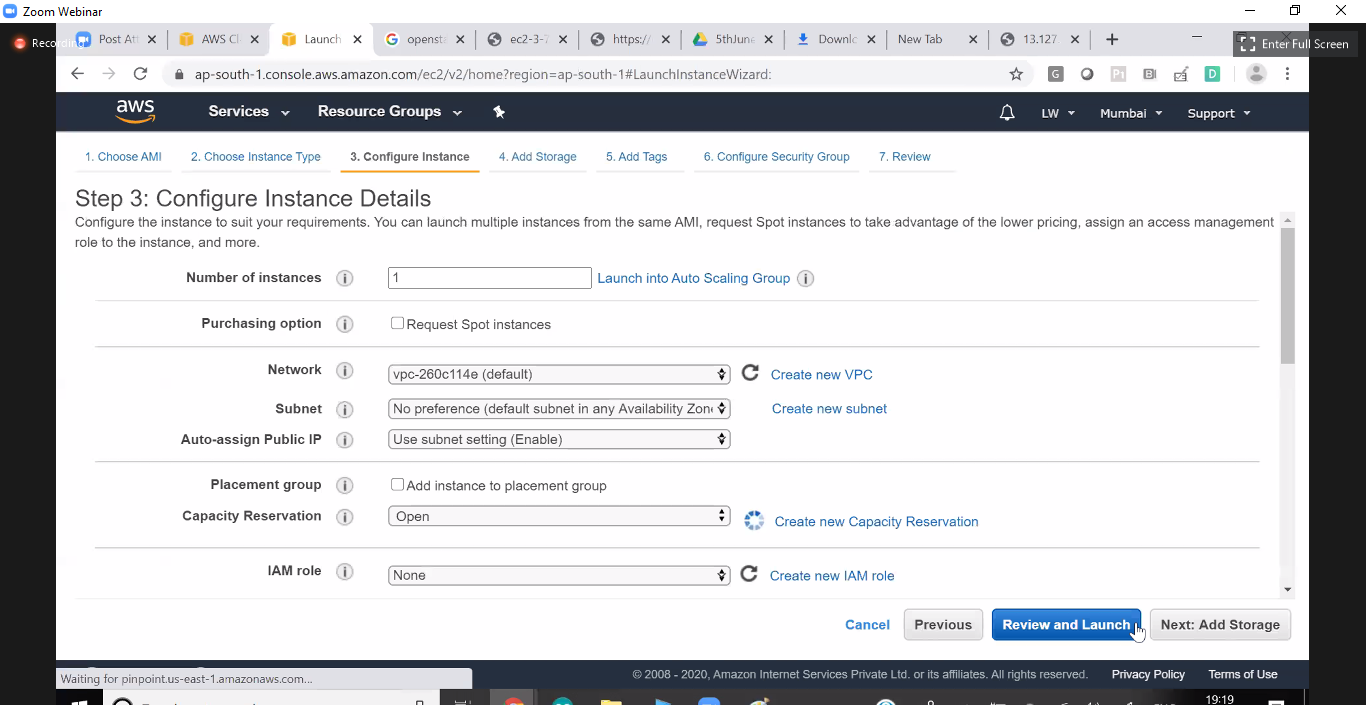 Zoom Webinar
Recording
Post Att
AWS Cl
Launch
opensta
ec2-3-7
https:/
5thJune
Downlo
New Tab
13.127
Enter Full Screen
ap-south-1.console.aws.amazon.com/ec2/v2/home?region=ap-south-1#LaunchInstanceWizard:
aws Services Resource Groups LW Mumbai Support
1. Choose AMI 2. Choose Instance Type 3. Configure Instance 4. Add Storage 5. Add Tags 6. Configure Security Group 7. Review
Step 3: Configure Instance Details
Configure the instance to suit your requirements. You can launch multiple instances from the same AMI, request Spot instances to take advantage of the lower pricing, assign an access management
role to the instance, and more.
Number of instances 1 Launch into Auto Scaling Group
Purchasing option Request Spot instances
Network vpc-260c114e (default) Create new VPC
Subnet No preference (default subnet in any Availability Zon Create new subnet
Auto-assign Public IP Use subnet setting (Enable)
Placement group Add instance to placement group
Capacity Reservation Open Create new Capacity Reservation
IAM role None Create new IAM role
Cancel Previous Review and Launch Next: Add Storage
Waiting for pinpoint.us-east-1.amazonaws.com...
© 2008 - 2020, Amazon Internet Services Private Ltd. or its affiliates. All rights reserved. Privacy Policy Terms of Use
19:19